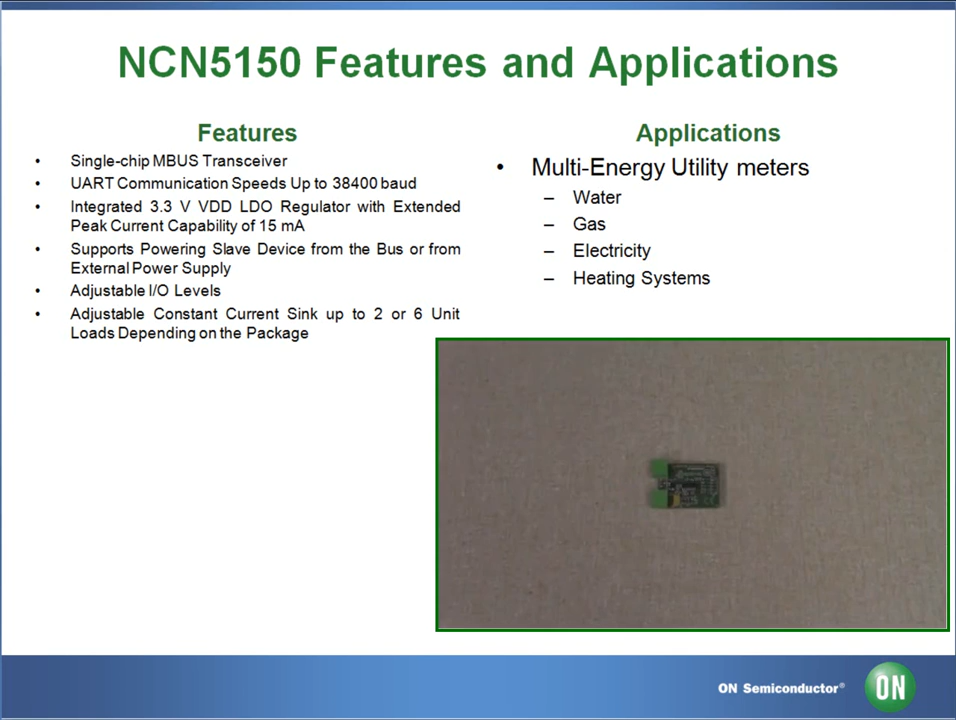 NCN5150 Features and Applications
Features
• Single-chip MBUS Transceiver
• UART Communication Speeds Up to 38400 baud
• Integrated 3.3 V VDD LDO Regulator with Extended
Peak Current Capability of 15 mA
• Supports Powering Slave Device from the Bus or from
External Power Supply
• Adjustable I/O Levels
• Adjustable Constant Current Sink up to 2 or 6 Unit
Loads Depending on the Package
Applications
• Multi-Energy Utility meters
– Water
– Gas
– Electricity
– Heating Systems
ON Semiconductor®
ON